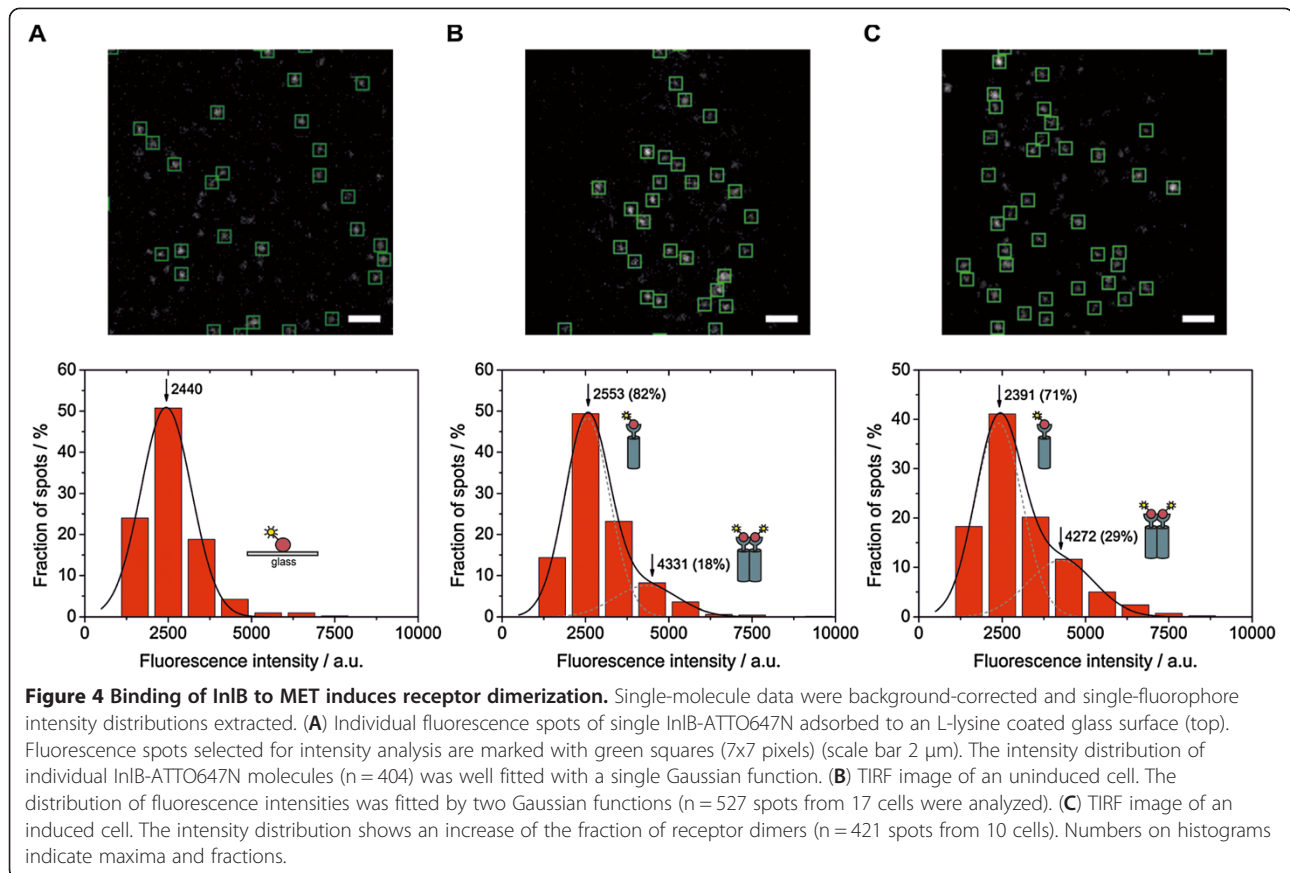 A
B
C
60
50
40
30
20
10
0
Fraction of spots / %
2440
glass
0 2500 5000 7500 10000
Fluorescence intensity / a.u.
60
50
40
30
20
10
0
Fraction of spots / %
2553 (82%)
4331 (18%)
0 2500 5000 7500 10000
Fluorescence intensity / a.u.
50
40
30
20
10
0
Fraction of spots / %
2391 (71%)
4272 (29%)
0 2500 5000 7500 10000
Fluorescence intensity / a.u.
Figure 4 Binding of InlB to MET induces receptor dimerization. Single-molecule data were background-corrected and single-fluorophore
intensity distributions extracted. (A) Individual fluorescence spots of single InlB-ATTO647N adsorbed to an L-lysine coated glass surface (top).
Fluorescence spots selected for intensity analysis are marked with green squares (7x7 pixels) (scale bar 2 μm). The intensity distribution of
individual InlB-ATTO647N molecules (n = 404) was well fitted with a single Gaussian function. (B) TIRF image of an uninduced cell. The
distribution of fluorescence intensities was fitted by two Gaussian functions (n = 527 spots from 17 cells were analyzed). (C) TIRF image of an
induced cell. The intensity distribution shows an increase of the fraction of receptor dimers (n = 421 spots from 10 cells). Numbers on histograms
indicate maxima and fractions.